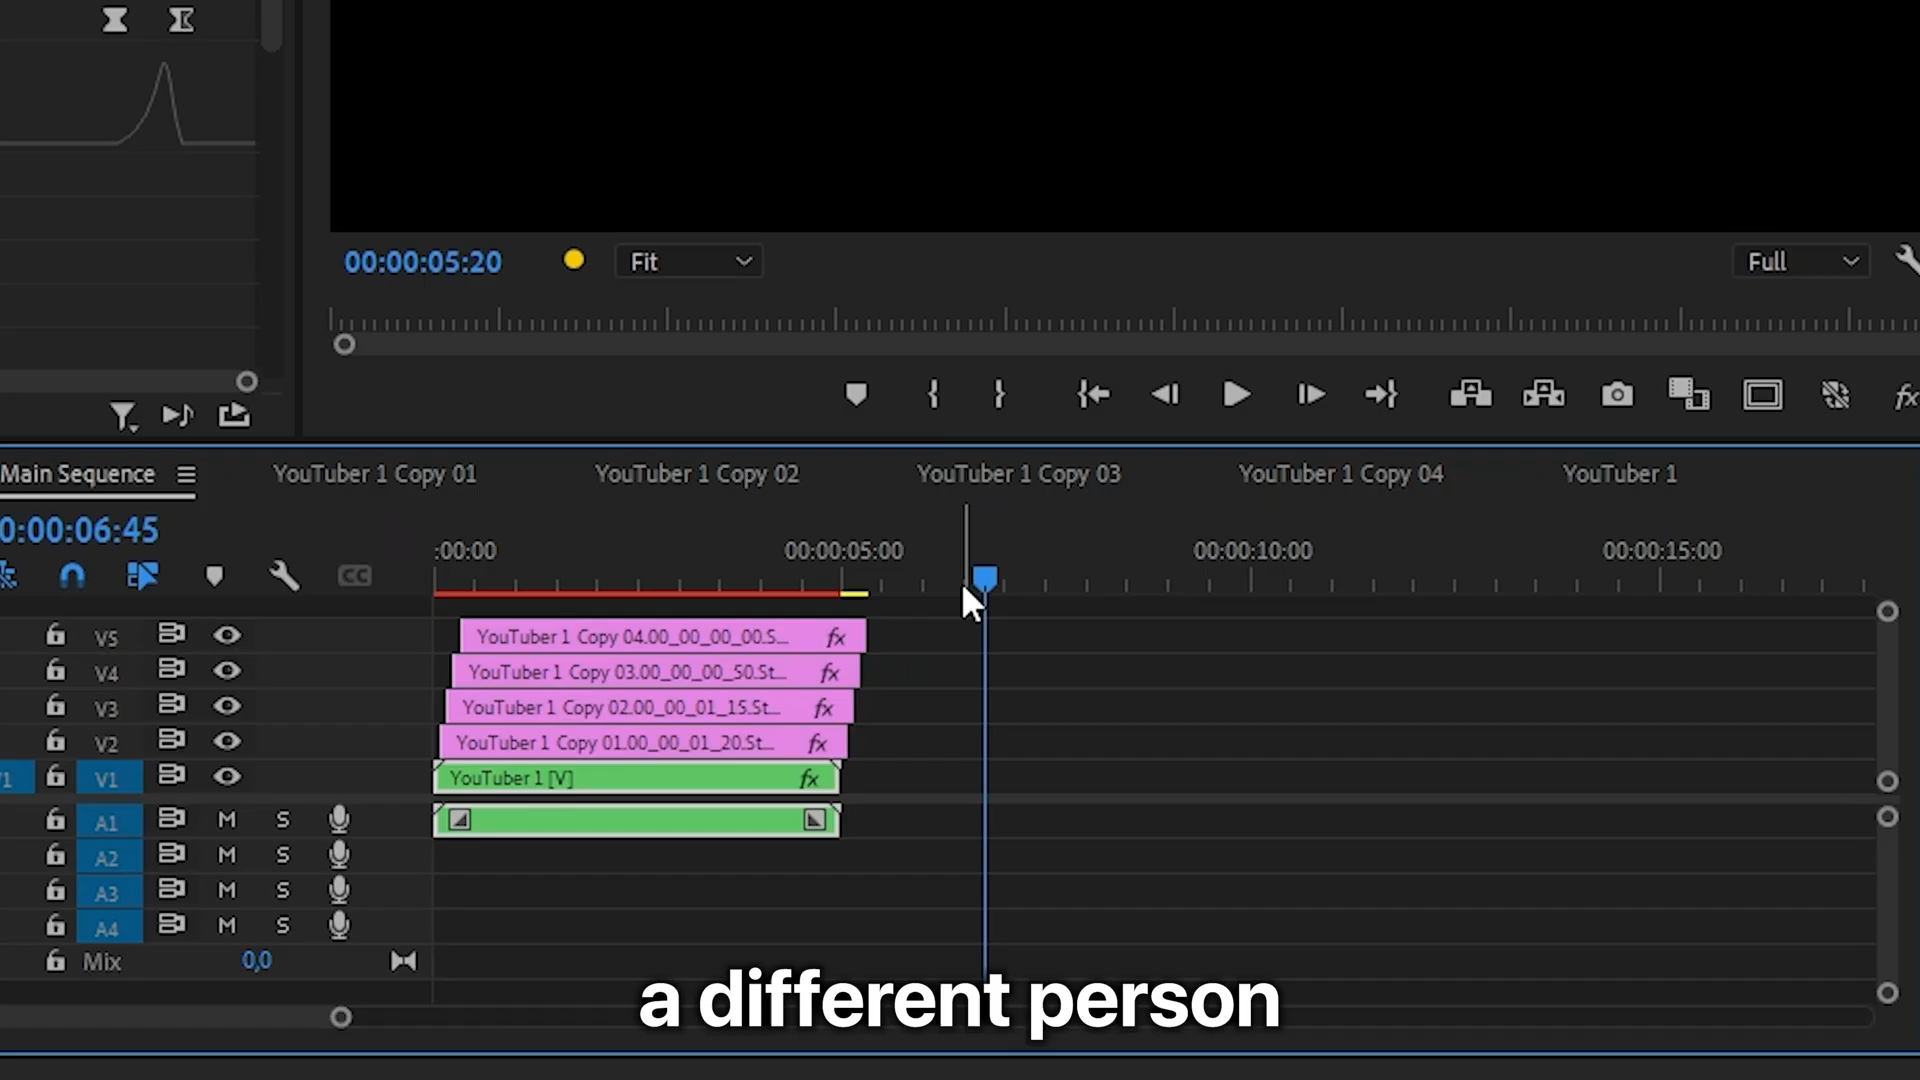 00:00:05:20
Fit
Full
fx
Main Sequence
YouTuber 1 Copy 01
YouTuber 1 Copy 02
YouTuber 1 Copy 03
YouTuber 1 Copy 04
YouTuber 1
0:00:06:45
:00:00
00:00:05:00
00:00:10:00
00:00:15:00
CC
V5
YouTuber 1 Copy 04.00_00_00_00.S...
fx
V4
YouTuber 1 Copy 03.00_00_00_50.St...
fx
V3
YouTuber 1 Copy 02.00_00_01_15.St...
fx
V2
YouTuber 1 Copy 01.00_00_01_20.St...
fx
/1
V1
YouTuber 1 [V]
fx
A1 M S
A2 M S
A3 M S
A4 M S
Mix 0,0
a different person